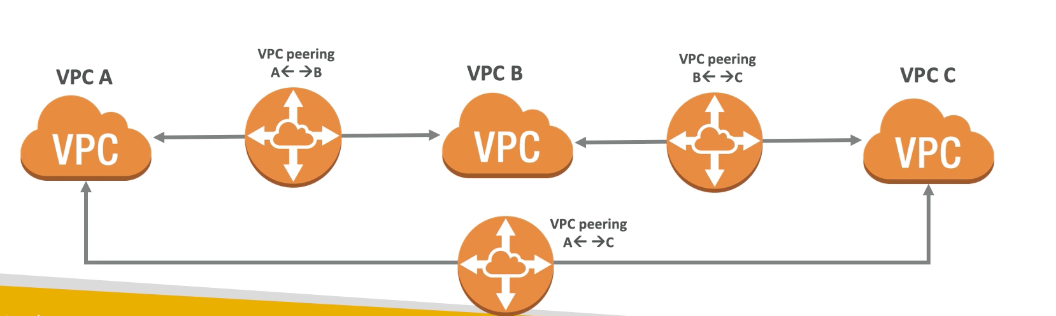 VPC peering
A← →B
VPC peering
B← →C
VPC A
VPC B
VPC C
VPC
VPC
VPC
VPC peering
A← →C